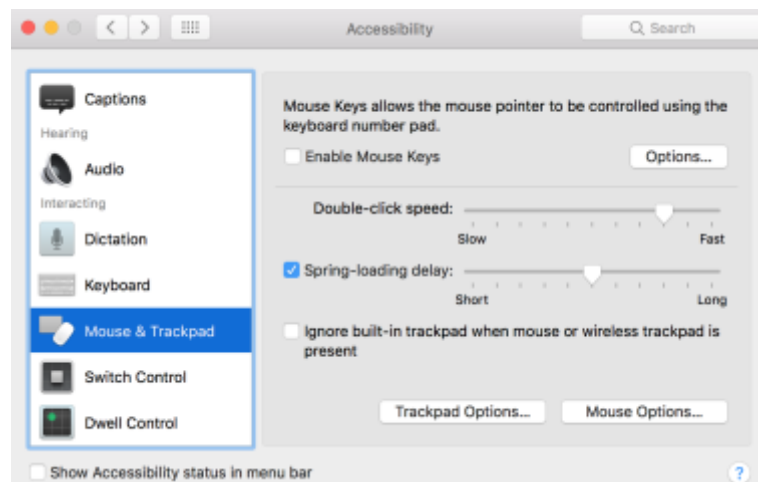 Accessibility
Search
Captions
Hearing
Audio
Interacting
Dictation
Keyboard
Mouse & Trackpad
Switch Control
Dwell Control
Mouse Keys allows the mouse pointer to be controlled using the
keyboard number pad.
Enable Mouse Keys
Options...
Double-click speed:
Slow
Fast
Spring-loading delay:
Short
Long
Ignore built-in trackpad when mouse or wireless trackpad is
present
Trackpad Options...
Mouse Options...
Show Accessibility status in menu bar
?